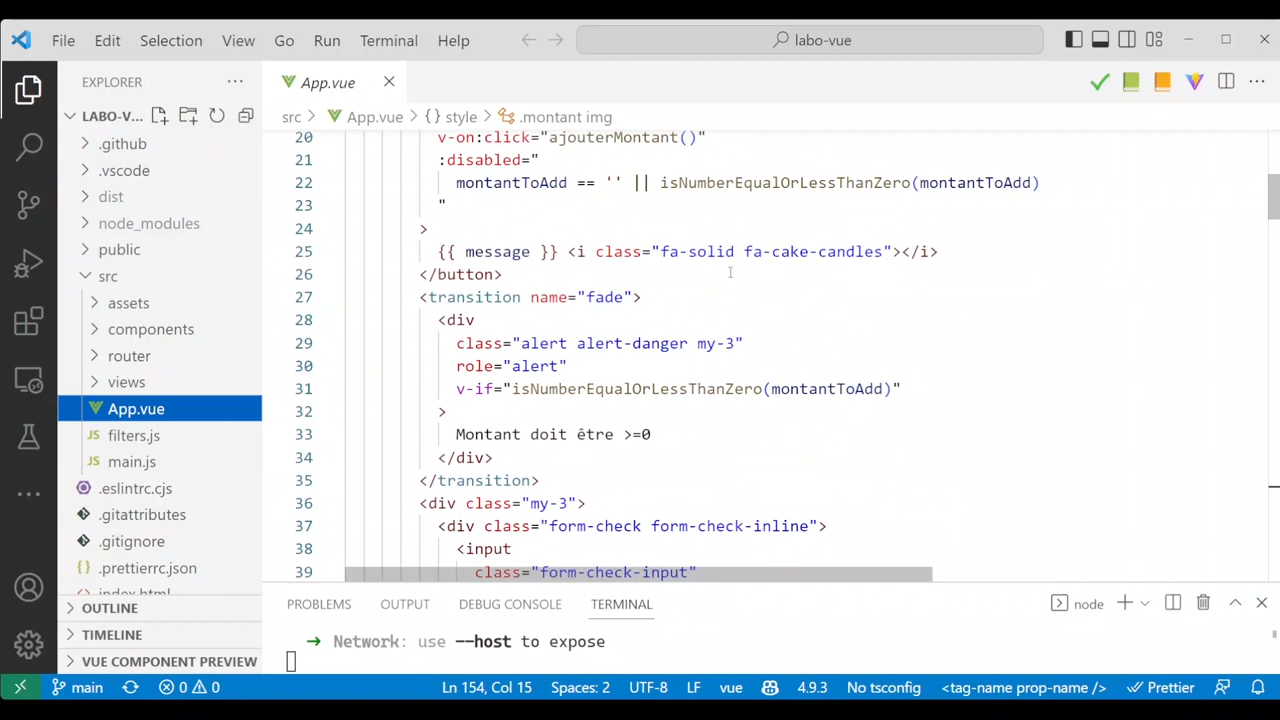 File Edit Selection View Go Run Terminal Help
labo-vue
EXPLORER ···
App.vue
LABO-V...
src > App.vue > {} style > .montant img
.github
.vscode
dist
node_modules
public
src
assets
components
router
views
App.vue
filters.js
main.js
.eslintrc.cjs
.gitattributes
.gitignore
.prettierrc.json
index.html
OUTLINE
TIMELINE
VUE COMPONENT PREVIEW
20 v-on:click="ajouterMontant()"
21 :disabled="
22 montantToAdd == '' || isNumberEqualOrLessThanZero(montantToAdd)
23 "
24 >
25 {{ message }} <i class="fa-solid fa-cake-candles"></i>
26 </button>
27 <transition name="fade">
28 <div
29 class="alert alert-danger my-3"
30 role="alert"
31 v-if="isNumberEqualOrLessThanZero(montantToAdd)"
32 >
33 Montant doit être >=0
34 </div>
35 </transition>
36 <div class="my-3">
37 <div class="form-check form-check-inline">
38 <input
39 class="form-check-input"
PROBLEMS OUTPUT DEBUG CONSOLE TERMINAL
node
➜ Network: use --host to expose
main
0 0
Ln 154, Col 15 Spaces: 2 UTF-8 LF vue 4.9.3 No tsconfig <tag-name prop-name /> Prettier